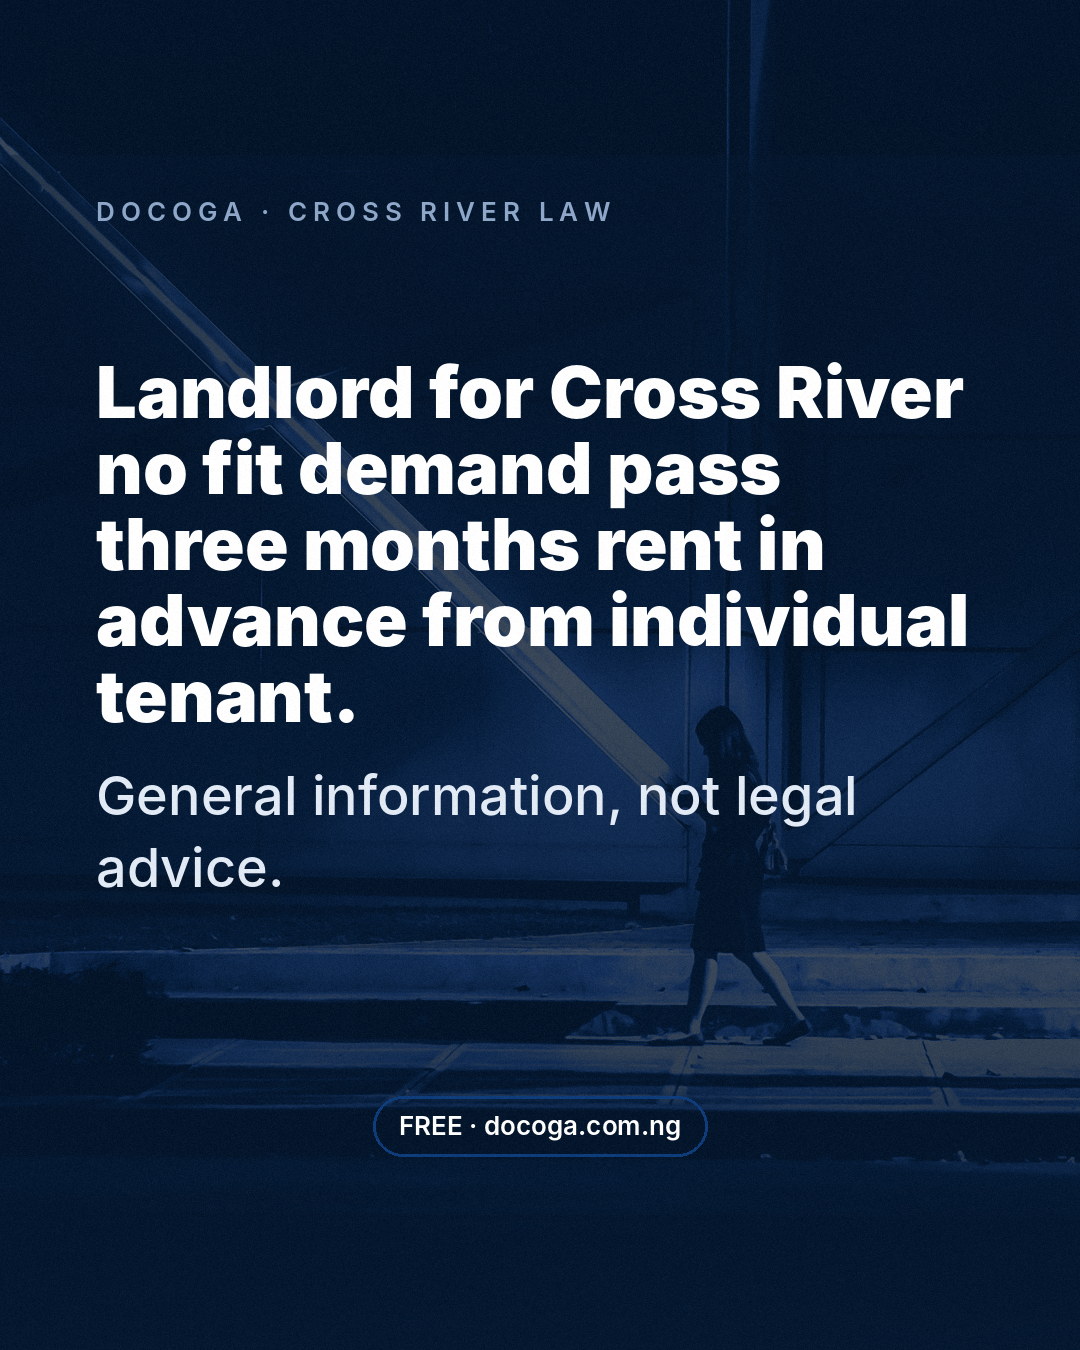 DOCOGA · CROSS RIVER LAW
Landlord for Cross River
no fit demand pass
three months rent in
advance from individual
tenant.
General information, not legal
advice.
FREE · docoga.com.ng